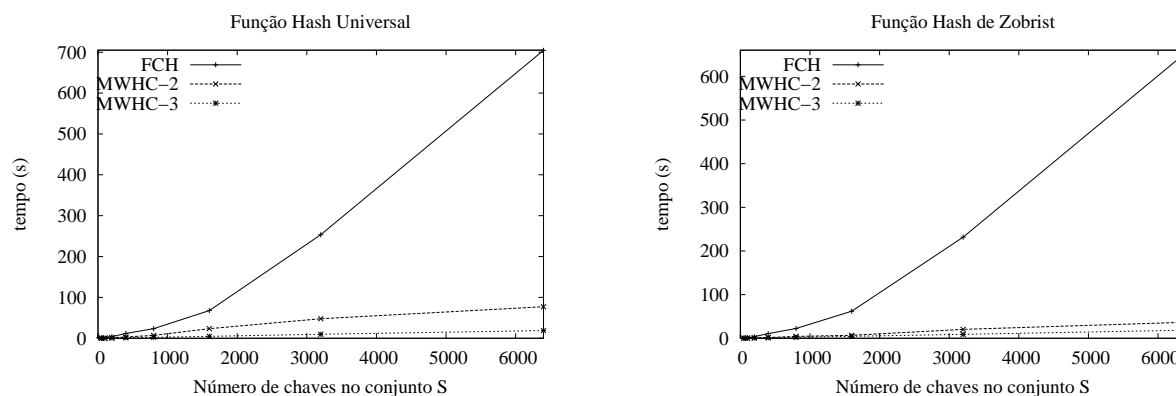 Função Hash Universal
700
600
500
400
300
200
100
0
tempo (s)
FCH
MWHC−2
MWHC−3
0 1000 2000 3000 4000 5000 6000
Número de chaves no conjunto S
Função Hash de Zobrist
600
500
400
300
200
100
0
tempo (s)
FCH
MWHC−2
MWHC−3
0 1000 2000 3000 4000 5000 6000
Número de chaves no conjunto S